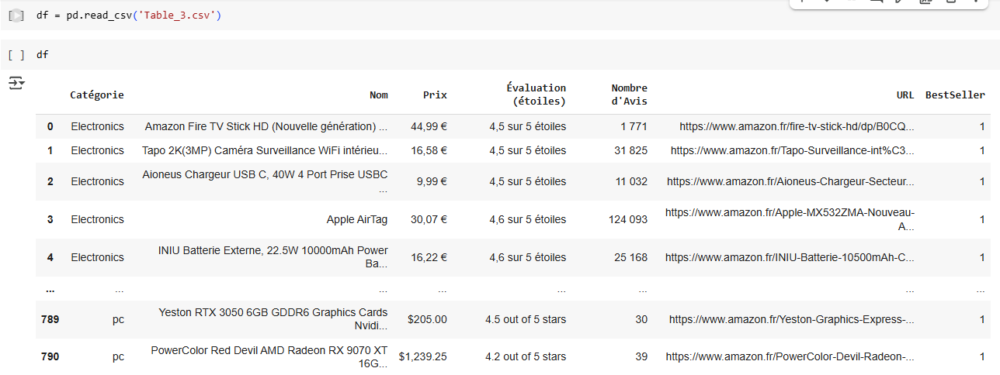 [ ] df = pd.read_csv('Table_3.csv')
[ ] df
Catégorie Nom Prix Évaluation (étoiles) Nombre d'Avis URL BestSeller
0 Electronics Amazon Fire TV Stick HD (Nouvelle génération) ... 44,99 € 4,5 sur 5 étoiles 1 771 https://www.amazon.fr/fire-tv-stick-hd/dp/B0CQ... 1
1 Electronics Tapo 2K(3MP) Caméra Surveillance WiFi intérieu... 16,58 € 4,5 sur 5 étoiles 31 825 https://www.amazon.fr/Tapo-Surveillance-int%C3... 1
2 Electronics Aioneus Chargeur USB C, 40W 4 Port Prise USBC ... 9,99 € 4,5 sur 5 étoiles 11 032 https://www.amazon.fr/Aioneus-Chargeur-Secteur... 1
3 Electronics Apple AirTag 30,07 € 4,6 sur 5 étoiles 124 093 https://www.amazon.fr/Apple-MX532ZMA-Nouveau-A... 1
4 Electronics INIU Batterie Externe, 22.5W 10000mAh Power Ba... 16,22 € 4,6 sur 5 étoiles 25 168 https://www.amazon.fr/INIU-Batterie-10500mAh-C... 1
... ... ... ... ... ... ... ...
789 pc Yeston RTX 3050 6GB GDDR6 Graphics Cards Nvidi... $205.00 4.5 out of 5 stars 30 https://www.amazon.fr/Yeston-Graphics-Express-... 1
790 pc PowerColor Red Devil AMD Radeon RX 9070 XT 16G... $1,239.25 4.2 out of 5 stars 39 https://www.amazon.fr/PowerColor-Devil-Radeon-... 1